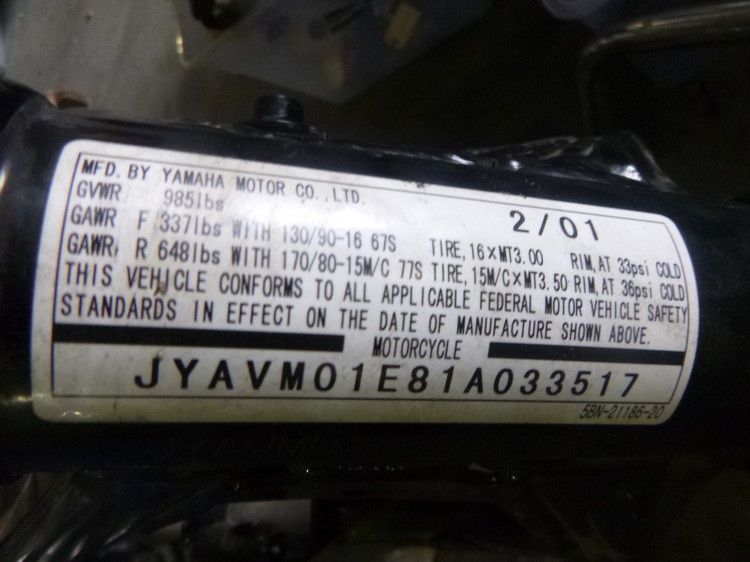 MFD. BY YAMAHA MOTOR CO.,LTD.
GVWR 985lbs 2/01
GAWR F 337lbs WITH 130/90-16 67S TIRE,16×MT3.00 RIM,AT 33psi COLD
GAWR R 648lbs WITH 170/80-15M/C 77S TIRE,15M/C×MT3.50 RIM,AT 36psi COLD
THIS VEHICLE CONFORMS TO ALL APPLICABLE FEDERAL MOTOR VEHICLE SAFETY
STANDARDS IN EFFECT ON THE DATE OF MANUFACTURE SHOWN ABOVE.
MOTORCYCLE
JYAVM01E81A033517
5BN-21186-20